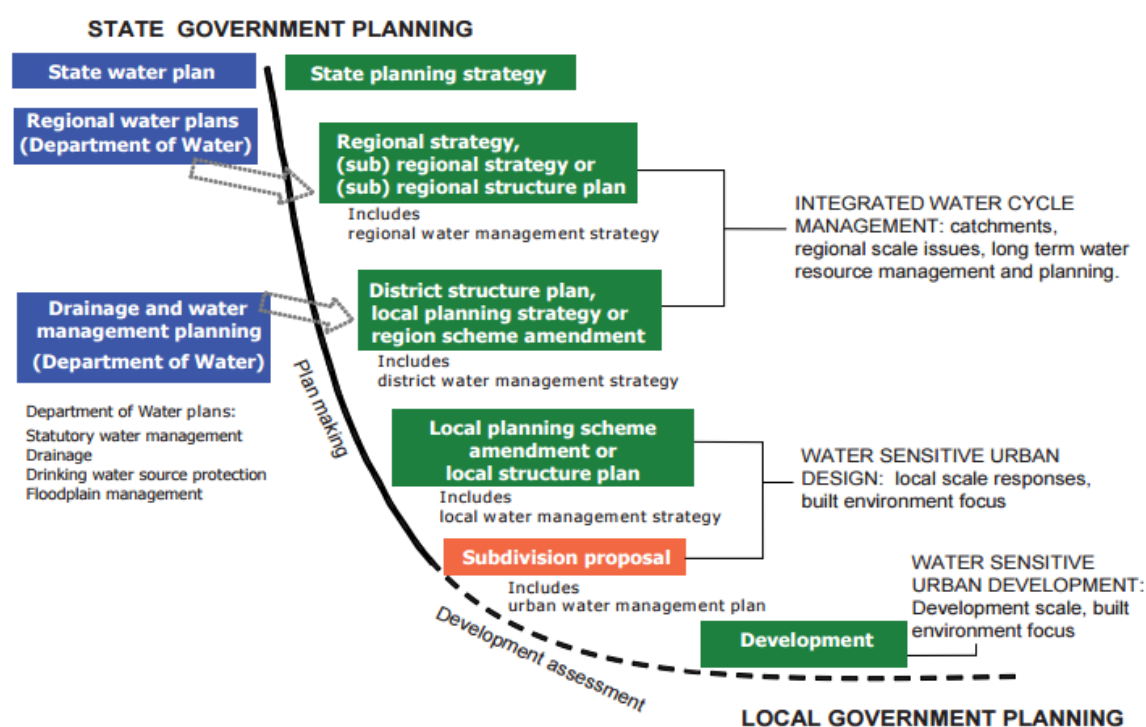 STATE GOVERNMENT PLANNING
State water plan
State planning strategy
Regional water plans
(Department of Water)
Regional strategy,
(sub) regional strategy or
(sub) regional structure plan
Includes
regional water management strategy
INTEGRATED WATER CYCLE
MANAGEMENT: catchments,
regional scale issues, long term water
resource management and planning.
Drainage and water
management planning
(Department of Water)
District structure plan,
local planning strategy or
region scheme amendment
Includes
district water management strategy
Plan making
Department of Water plans:
Statutory water management
Drainage
Drinking water source protection
Floodplain management
Local planning scheme
amendment or
local structure plan
Includes
local water management strategy
WATER SENSITIVE URBAN
DESIGN: local scale responses,
built environment focus
Subdivision proposal
Includes
urban water management plan
Development assessment
WATER SENSITIVE
URBAN DEVELOPMENT:
Development scale, built
environment focus
Development
LOCAL GOVERNMENT PLANNING